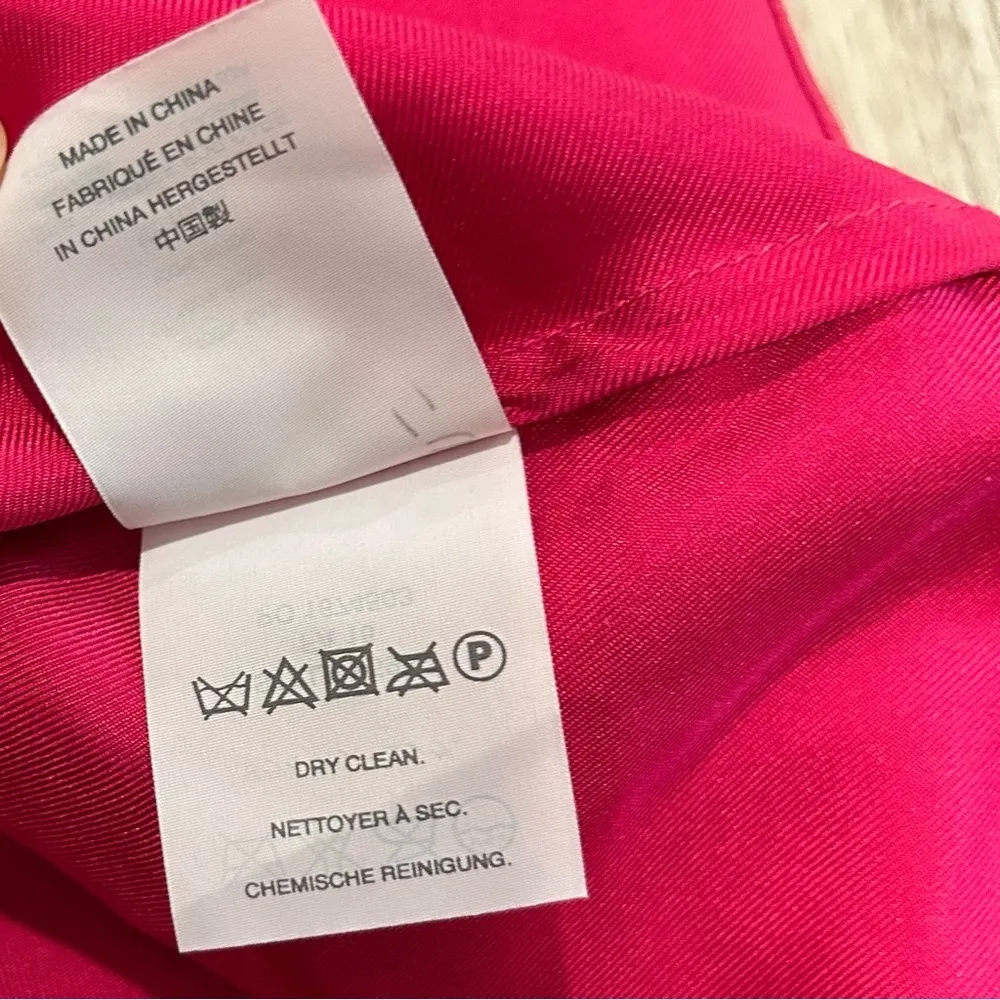 MADE IN CHINA
FABRIQUÉ EN CHINE
IN CHINA HERGESTELLT
中国製
P
DRY CLEAN.
NETTOYER À SEC.
CHEMISCHE REINIGUNG.